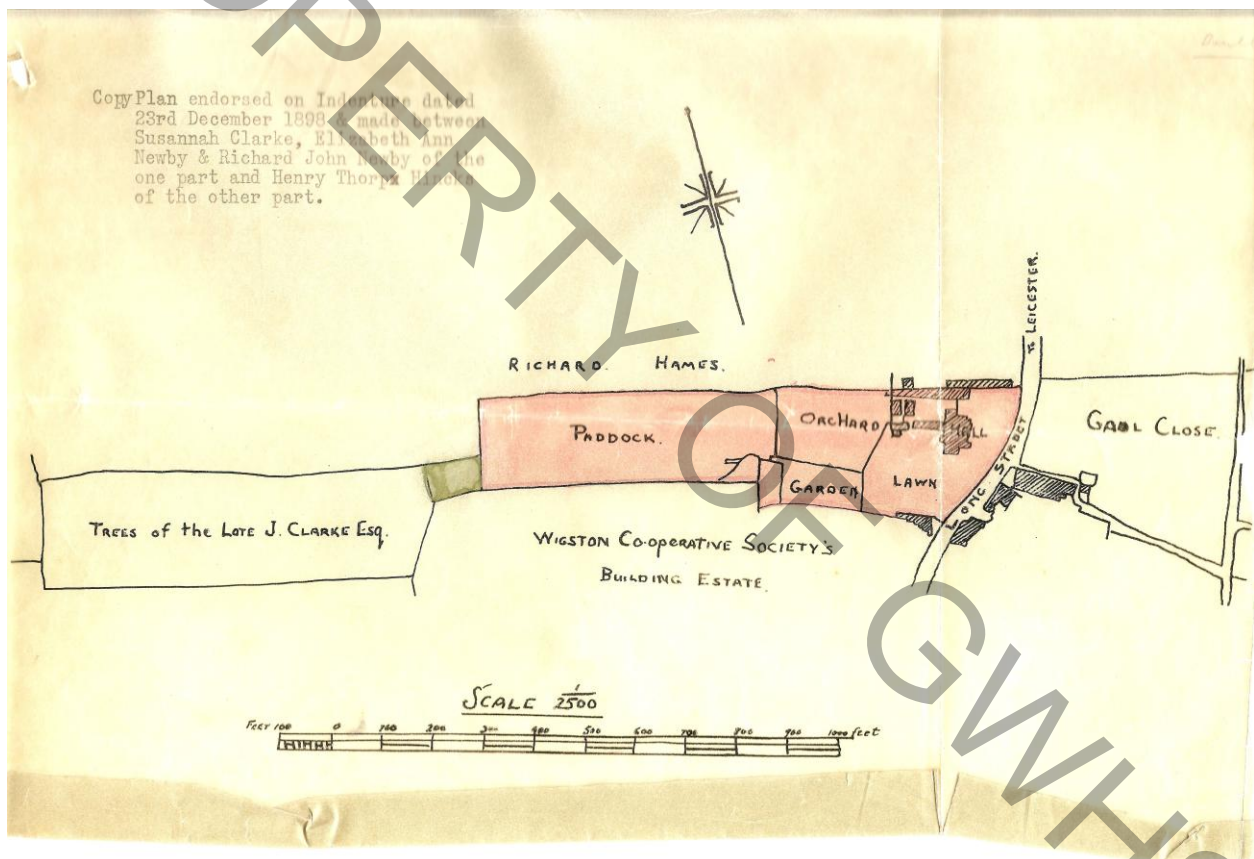 Copy Plan endorsed on Indenture dated
23rd December 1898 & made between
Susannah Clarke, Elizabeth Ann
Newby & Richard John Newby of the
one part and Henry Thorpx Hincks
of the other part.
to LEICESTER.
RICHARD. HAMES.
ORCHARD
HALL
GAOL CLOSE.
PADDOCK.
LONG STREET
GARDEN
LAWN
TREES of the LATE J. CLARKE Esq.
WIGSTON CO-OPERATIVE SOCIETY'S
BUILDING ESTATE.
SCALE 1/2500
FEET 100 0 100 200 300 400 500 600 700 800 900 1000 feet
PROPERTY OF GWHS